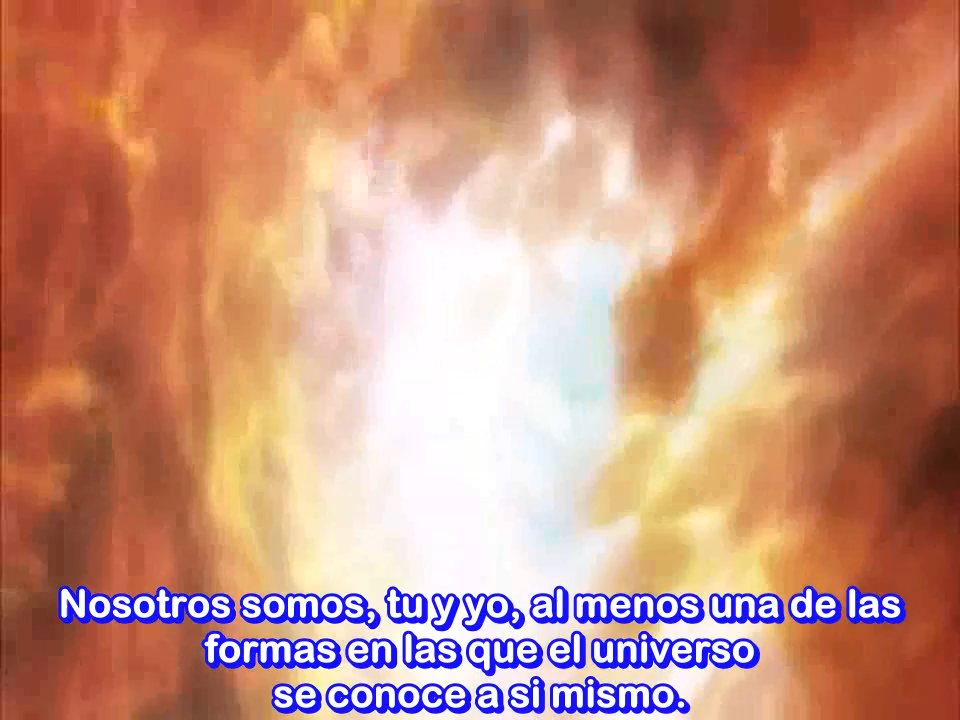 Nosotros somos, tu y yo, al menos una de las
formas en las que el universo
se conoce a si mismo.